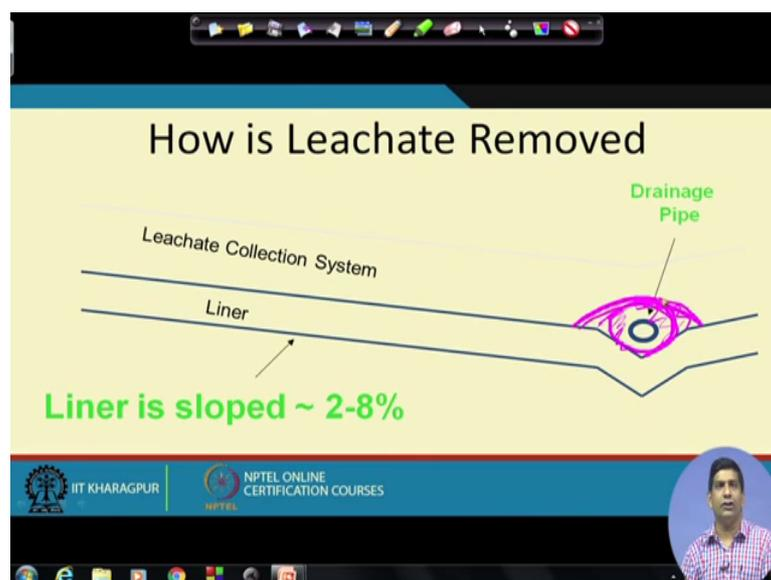 How is Leachate Removed
Drainage
Pipe
Leachate Collection System
Liner
Liner is sloped ~ 2-8%
IIT KHARAGPUR
NPTEL ONLINE
CERTIFICATION COURSES
NPTEL